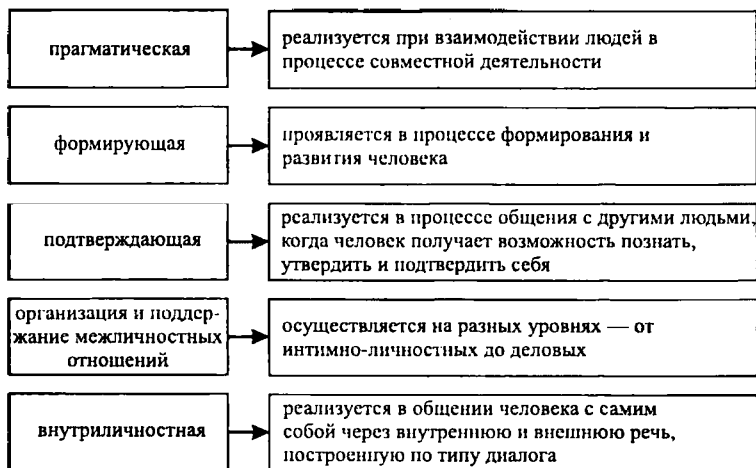 прагматическая
реализуется при взаимодействии людей в
процессе совместной деятельности
формирующая
проявляется в процессе формирования и
развития человека
подтверждающая
реализуется в процессе общения с другими людьми,
когда человек получает возможность познать,
утвердить и подтвердить себя
организация и поддер-
жание межличностных
отношений
осуществляется на разных уровнях — от
интимно-личностных до деловых
внутриличностная
реализуется в общении человека с самим
собой через внутреннюю и внешнюю речь,
построенную по типу диалога